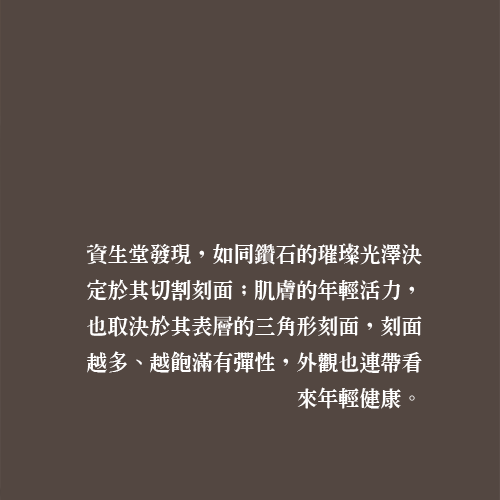 資生堂發現，如同鑽石的璀璨光澤決
定於其切割刻面；肌膚的年輕活力，
也取決於其表層的三角形刻面，刻面
越多、越飽滿有彈性，外觀也連帶看
來年輕健康。